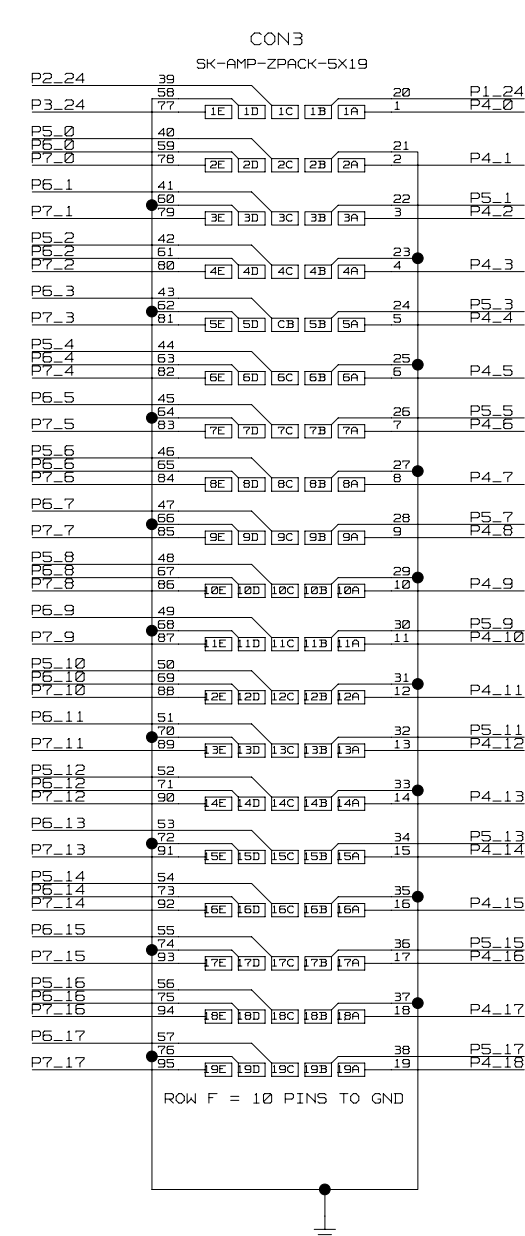 CON3
SK-AMP-ZPACK-5X19
P2_24 39
58 20 P1_24
P3_24 77 1 P4_0
1E 1D 1C 1B 1A
P5_0 40
P6_0 59 21
P7_0 78 2 P4_1
2E 2D 2C 2B 2A
P6_1 41
60 22 P5_1
P7_1 79 3 P4_2
3E 3D 3C 3B 3A
P5_2 42
P6_2 61 23
P7_2 80 4 P4_3
4E 4D 4C 4B 4A
P6_3 43
62 24 P5_3
P7_3 81 5 P4_4
5E 5D CB 5B 5A
P5_4 44
P6_4 63 25
P7_4 82 6 P4_5
6E 6D 6C 6B 6A
P6_5 45
64 26 P5_5
P7_5 83 7 P4_6
7E 7D 7C 7B 7A
P5_6 46
P6_6 65 27
P7_6 84 8 P4_7
8E 8D 8C 8B 8A
P6_7 47
66 28 P5_7
P7_7 85 9 P4_8
9E 9D 9C 9B 9A
P5_8 48
P6_8 67 29
P7_8 86 10 P4_9
10E 10D 10C 10B 10A
P6_9 49
68 30 P5_9
P7_9 87 11 P4_10
11E 11D 11C 11B 11A
P5_10 50
P6_10 69 31
P7_10 88 12 P4_11
12E 12D 12C 12B 12A
P6_11 51
70 32 P5_11
P7_11 89 13 P4_12
13E 13D 13C 13B 13A
P5_12 52
P6_12 71 33
P7_12 90 14 P4_13
14E 14D 14C 14B 14A
P6_13 53
72 34 P5_13
P7_13 91 15 P4_14
15E 15D 15C 15B 15A
P5_14 54
P6_14 73 35
P7_14 92 16 P4_15
16E 16D 16C 16B 16A
P6_15 55
74 36 P5_15
P7_15 93 17 P4_16
17E 17D 17C 17B 17A
P5_16 56
P6_16 75 37
P7_16 94 18 P4_17
18E 18D 18C 18B 18A
P6_17 57
76 38 P5_17
P7_17 95 19 P4_18
19E 19D 19C 19B 19A
ROW F = 10 PINS TO GND